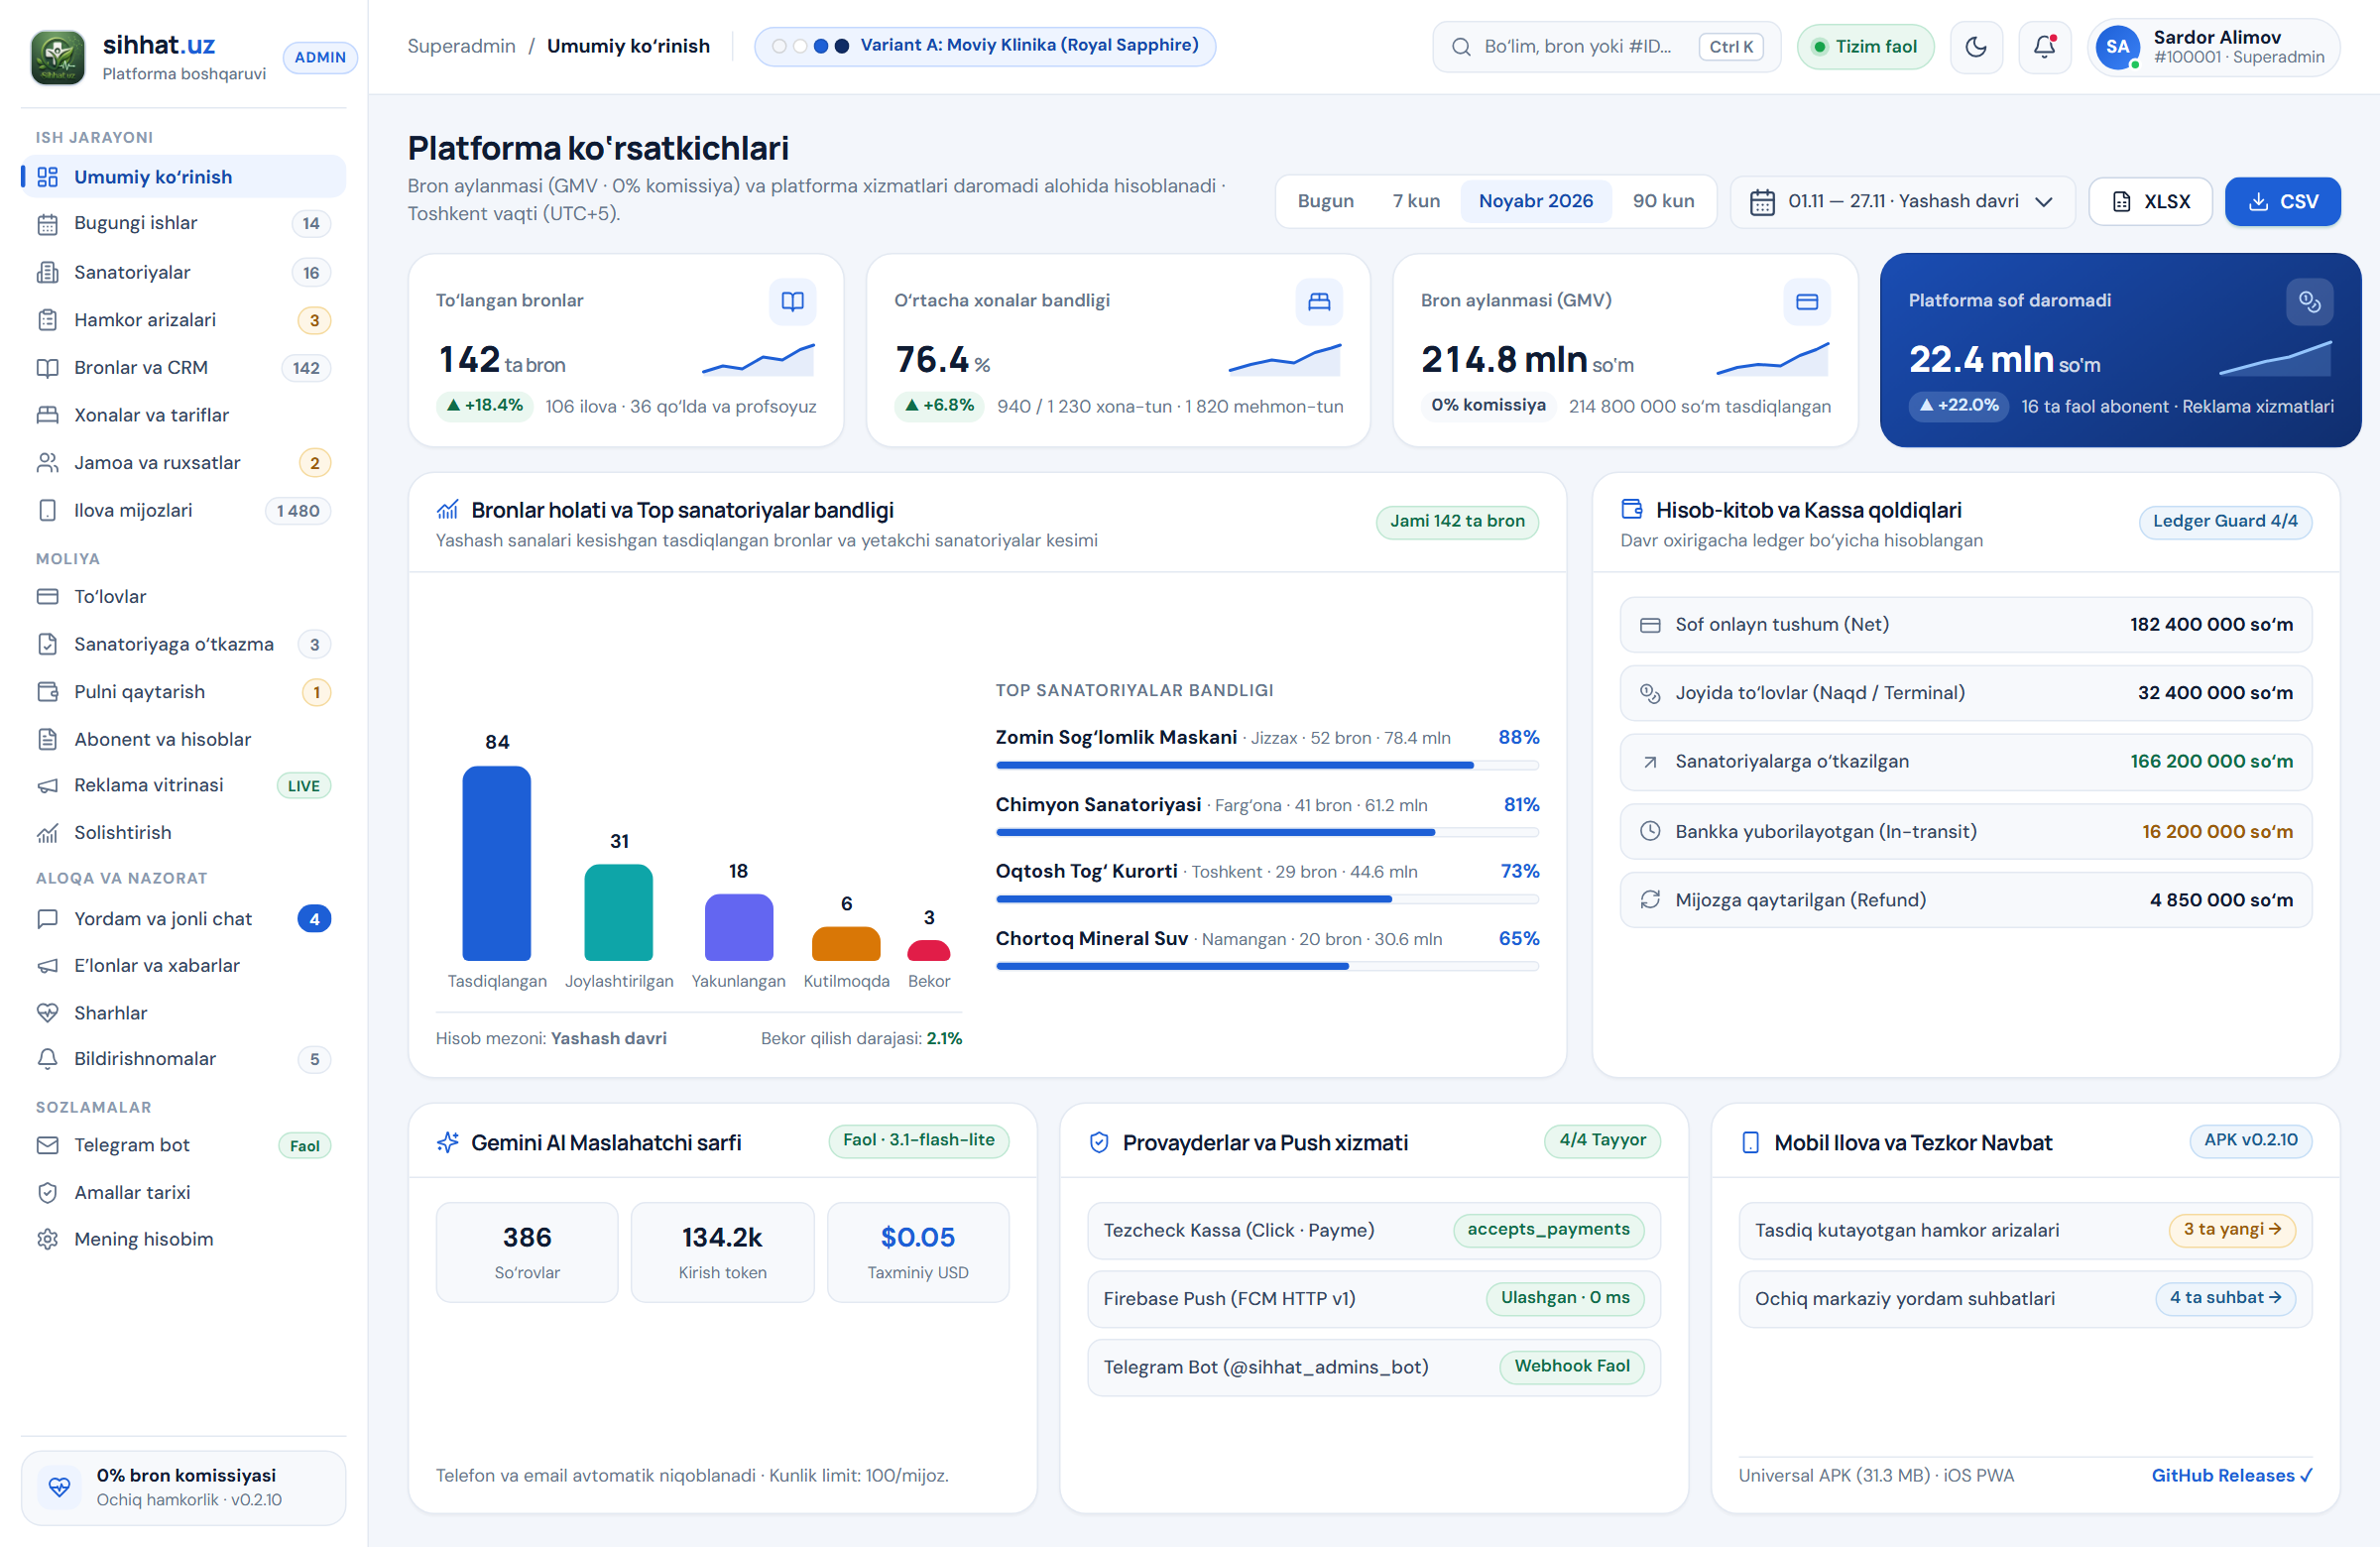 sihhat.uz
Platforma boshqaruvi
ADMIN
ISH JARAYONI
Umumiy ko‘rinish
Bugungi ishlar 14
Sanatoriyalar 16
Hamkor arizalari 3
Bronlar va CRM 142
Xonalar va tariflar
Jamoa va ruxsatlar 2
Ilova mijozlari 1 480
MOLIYA
To‘lovlar
Sanatoriyaga o‘tkazma 3
Pulni qaytarish 1
Abonent va hisoblar
Reklama vitrinasi LIVE
Solishtirish
ALOQA VA NAZORAT
Yordam va jonli chat 4
E’lonlar va xabarlar
Sharhlar
Bildirishnomalar 5
SOZLAMALAR
Telegram bot Faol
Amallar tarixi
Mening hisobim
0% bron komissiyasi
Ochiq hamkorlik · v0.2.10
Superadmin / Umumiy ko‘rinish
Variant A: Moviy Klinika (Royal Sapphire)
Bo‘lim, bron yoki #ID... Ctrl K
Tizim faol
SA
Sardor Alimov
#100001 · Superadmin
Platforma ko‘rsatkichlari
Bron aylanmasi (GMV · 0% komissiya) va platforma xizmatlari daromadi alohida hisoblanadi ·
Toshkent vaqti (UTC+5).
Bugun 7 kun Noyabr 2026 90 kun
01.11 — 27.11 · Yashash davri
XLSX
CSV
To‘langan bronlar
142 ta bron
▲ +18.4% 106 ilova · 36 qo‘lda va profsoyuz
O‘rtacha xonalar bandligi
76.4 %
▲ +6.8% 940 / 1 230 xona-tun · 1 820 mehmon-tun
Bron aylanmasi (GMV)
214.8 mln so‘m
0% komissiya 214 800 000 so‘m tasdiqlangan
Platforma sof daromadi
22.4 mln so‘m
▲ +22.0% 16 ta faol abonent · Reklama xizmatlari
Bronlar holati va Top sanatoriyalar bandligi
Yashash sanalari kesishgan tasdiqlangan bronlar va yetakchi sanatoriyalar kesimi
Jami 142 ta bron
84
31
18
6
3
Tasdiqlangan Joylashtirilgan Yakunlangan Kutilmoqda Bekor
Hisob mezoni: Yashash davri Bekor qilish darajasi: 2.1%
TOP SANATORIYALAR BANDLIGI
Zomin Sog‘lomlik Maskani · Jizzax · 52 bron · 78.4 mln 88%
Chimyon Sanatoriyasi · Farg‘ona · 41 bron · 61.2 mln 81%
Oqtosh Tog‘ Kurorti · Toshkent · 29 bron · 44.6 mln 73%
Chortoq Mineral Suv · Namangan · 20 bron · 30.6 mln 65%
Hisob-kitob va Kassa qoldiqlari
Davr oxirigacha ledger bo‘yicha hisoblangan
Ledger Guard 4/4
Sof onlayn tushum (Net) 182 400 000 so‘m
Joyida to‘lovlar (Naqd / Terminal) 32 400 000 so‘m
Sanatoriyalarga o‘tkazilgan 166 200 000 so‘m
Bankka yuborilayotgan (In-transit) 16 200 000 so‘m
Mijozga qaytarilgan (Refund) 4 850 000 so‘m
Gemini AI Maslahatchi sarfi
Faol · 3.1-flash-lite
386
So‘rovlar
134.2k
Kirish token
$0.05
Taxminiy USD
Telefon va email avtomatik niqoblanadi · Kunlik limit: 100/mijoz.
Provayderlar va Push xizmati
4/4 Tayyor
Tezcheck Kassa (Click · Payme) accepts_payments
Firebase Push (FCM HTTP v1) Ulashgan · 0 ms
Telegram Bot (@sihhat_admins_bot) Webhook Faol
Mobil Ilova va Tezkor Navbat
APK v0.2.10
Tasdiq kutayotgan hamkor arizalari 3 ta yangi →
Ochiq markaziy yordam suhbatlari 4 ta suhbat →
Universal APK (31.3 MB) · iOS PWA GitHub Releases ✓